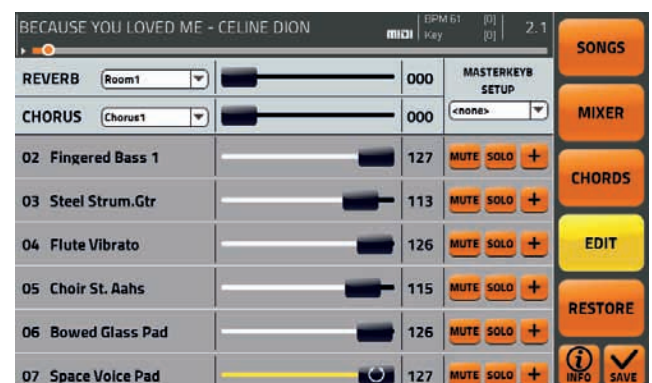 BECAUSE YOU LOVED ME - CELINE DION
midi
BPM 61 [0]
Key [0]
2.1
SONGS
REVERB Room1 000
MASTERKEYB
SETUP
CHORUS Chorus1 000
<none>
MIXER
02 Fingered Bass 1 127 MUTE SOLO +
CHORDS
03 Steel Strum.Gtr 113 MUTE SOLO +
04 Flute Vibrato 126 MUTE SOLO +
EDIT
05 Choir St. Aahs 115 MUTE SOLO +
RESTORE
06 Bowed Glass Pad 126 MUTE SOLO +
07 Space Voice Pad 127 MUTE SOLO +
INFO SAVE